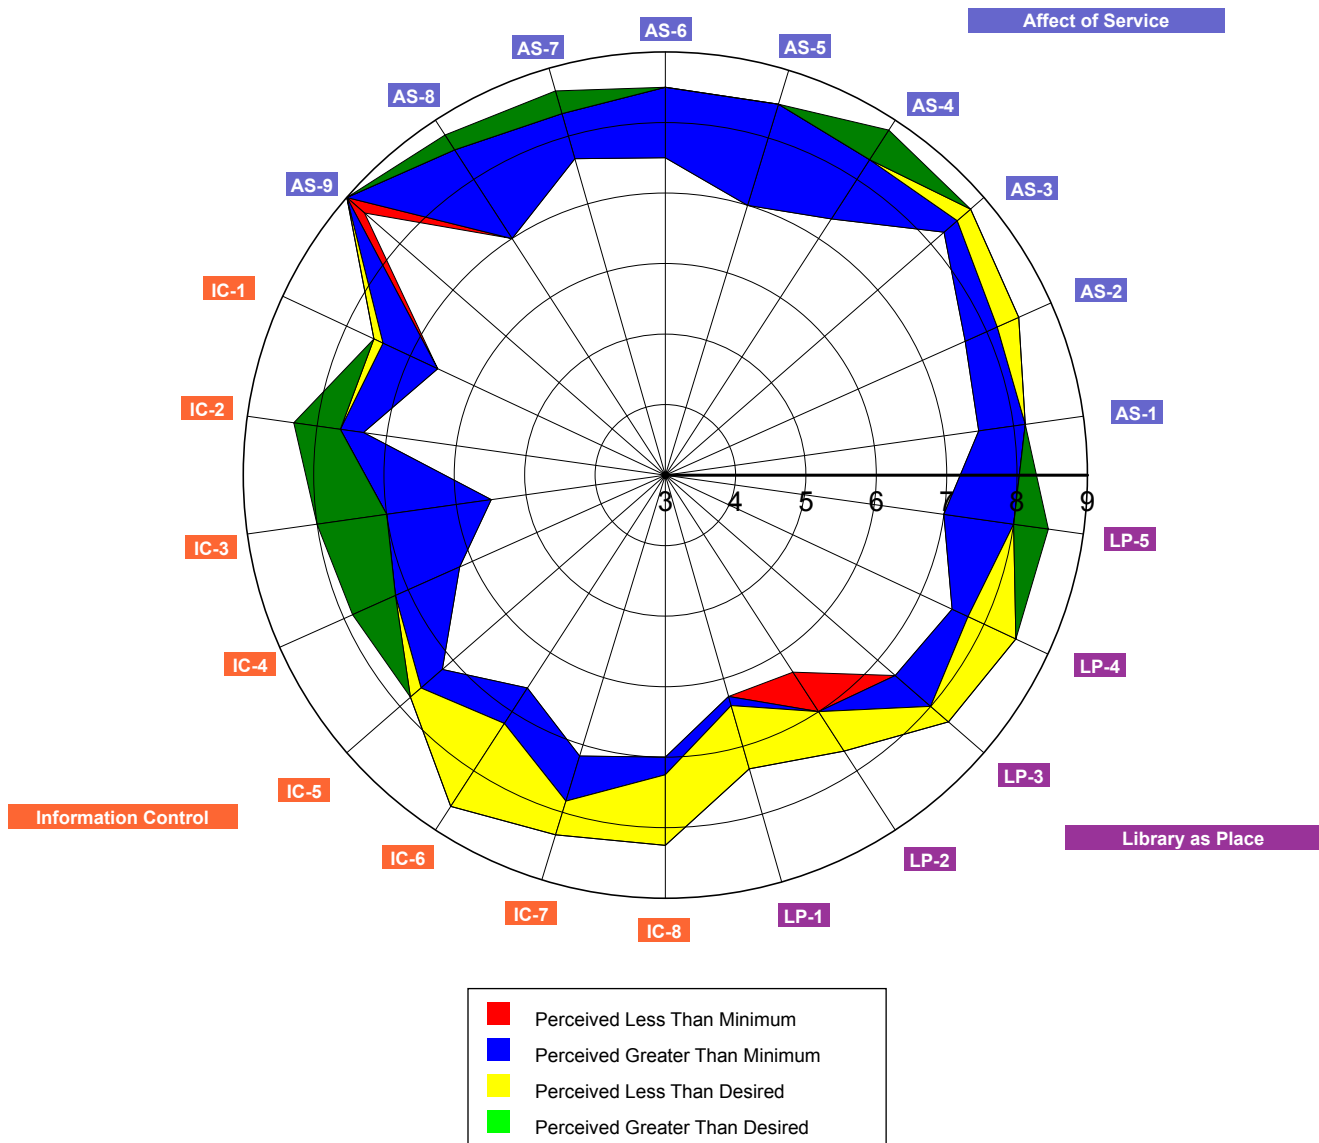 Affect of Service
AS-6
AS-7
AS-5
AS-8
AS-4
AS-9
AS-3
IC-1
AS-2
IC-2
AS-1
3 4 5 6 7 8 9
IC-3
LP-5
IC-4
LP-4
IC-5
LP-3
Information Control
Library as Place
IC-6
LP-2
IC-7
LP-1
IC-8
Perceived Less Than Minimum
Perceived Greater Than Minimum
Perceived Less Than Desired
Perceived Greater Than Desired